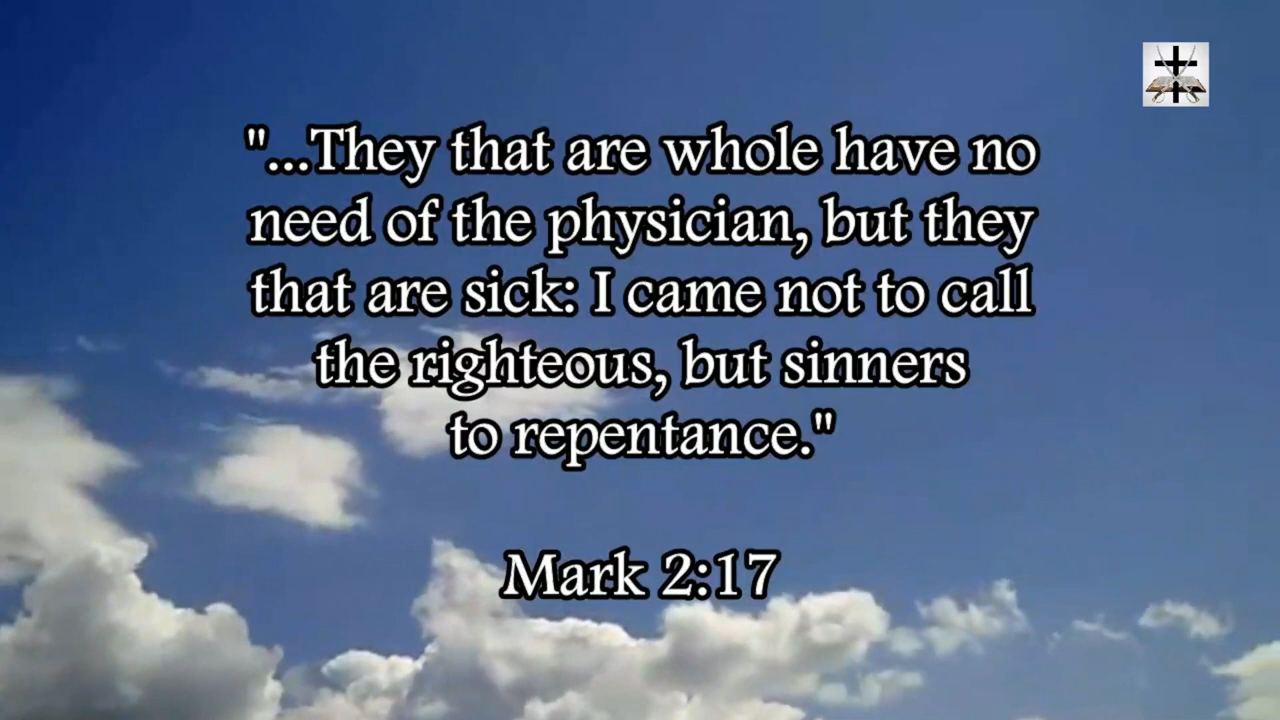 "...They that are whole have no
need of the physician, but they
that are sick: I came not to call
the righteous, but sinners
to repentance."
Mark 2:17